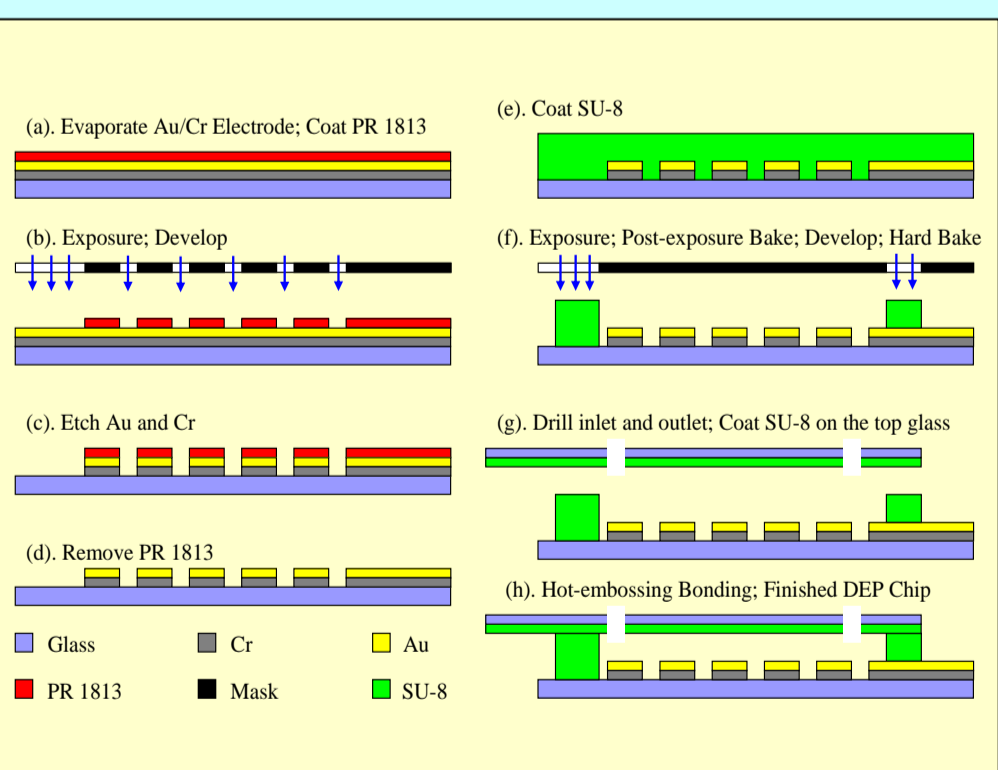 (a). Evaporate Au/Cr Electrode; Coat PR 1813
(b). Exposure; Develop
(c). Etch Au and Cr
(d). Remove PR 1813
(e). Coat SU-8
(f). Exposure; Post-exposure Bake; Develop; Hard Bake
(g). Drill inlet and outlet; Coat SU-8 on the top glass
(h). Hot-embossing Bonding; Finished DEP Chip
Glass
Cr
Au
PR 1813
Mask
SU-8